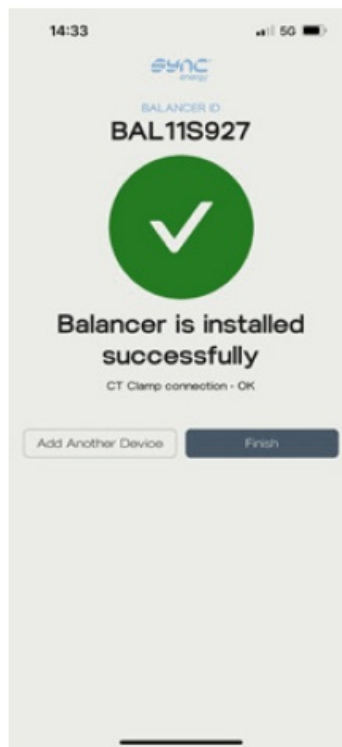 14:33
5G
sync
energy
BALANCER ID
BAL11S927
Balancer is installed
successfully
CT Clamp connection - OK
Add Another Device
Finish